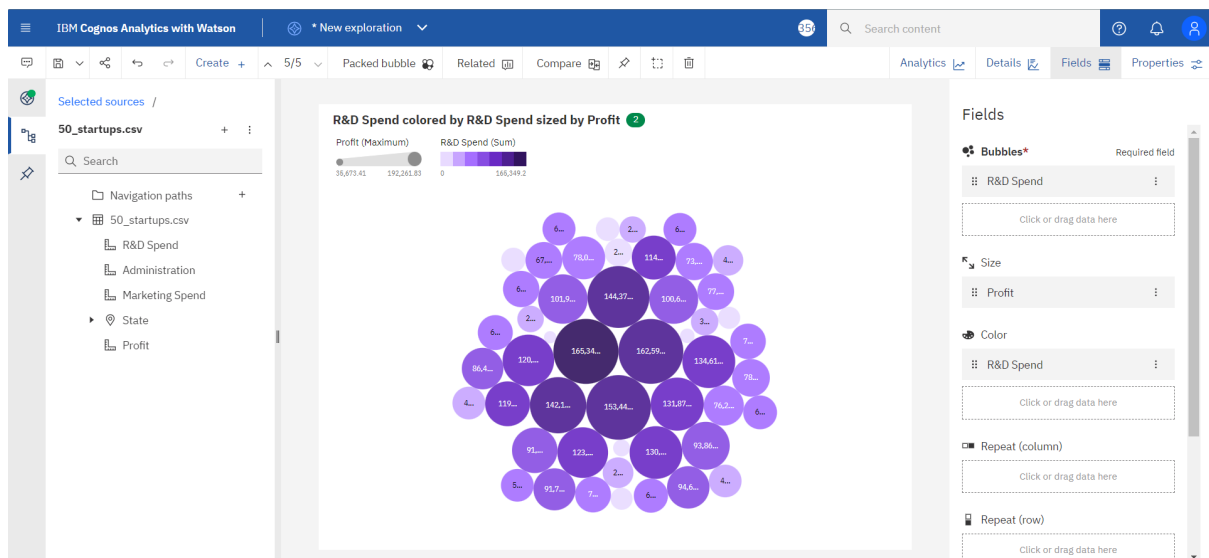 IBM Cognos Analytics with Watson
* New exploration
35
Search content
Create +
5/5
Packed bubble
Related
Compare
Analytics
Details
Fields
Properties
Selected sources /
50_startups.csv
Search
Navigation paths
50_startups.csv
R&D Spend
Administration
Marketing Spend
State
Profit
R&D Spend colored by R&D Spend sized by Profit 2
Profit (Maximum)
35,673.41 192,261.83
R&D Spend (Sum)
0 165,349.2
6... 2... 6...
67... 78,0... 2... 114... 73,... 4...
6... 101,9... 144,37... 100,6... 77,...
2... 3...
6... 120,... 165,34... 162,59... 134,61... 7...
86,4... 78...
4... 119... 142,1... 153,44... 131,87... 76,2... 6...
91,... 123,... 130,... 93,86...
2...
5... 91,7... 7... 6... 94,6... 4...
Fields
Bubbles* Required field
R&D Spend
Click or drag data here
Size
Profit
Color
R&D Spend
Click or drag data here
Repeat (column)
Click or drag data here
Repeat (row)
Click or drag data here